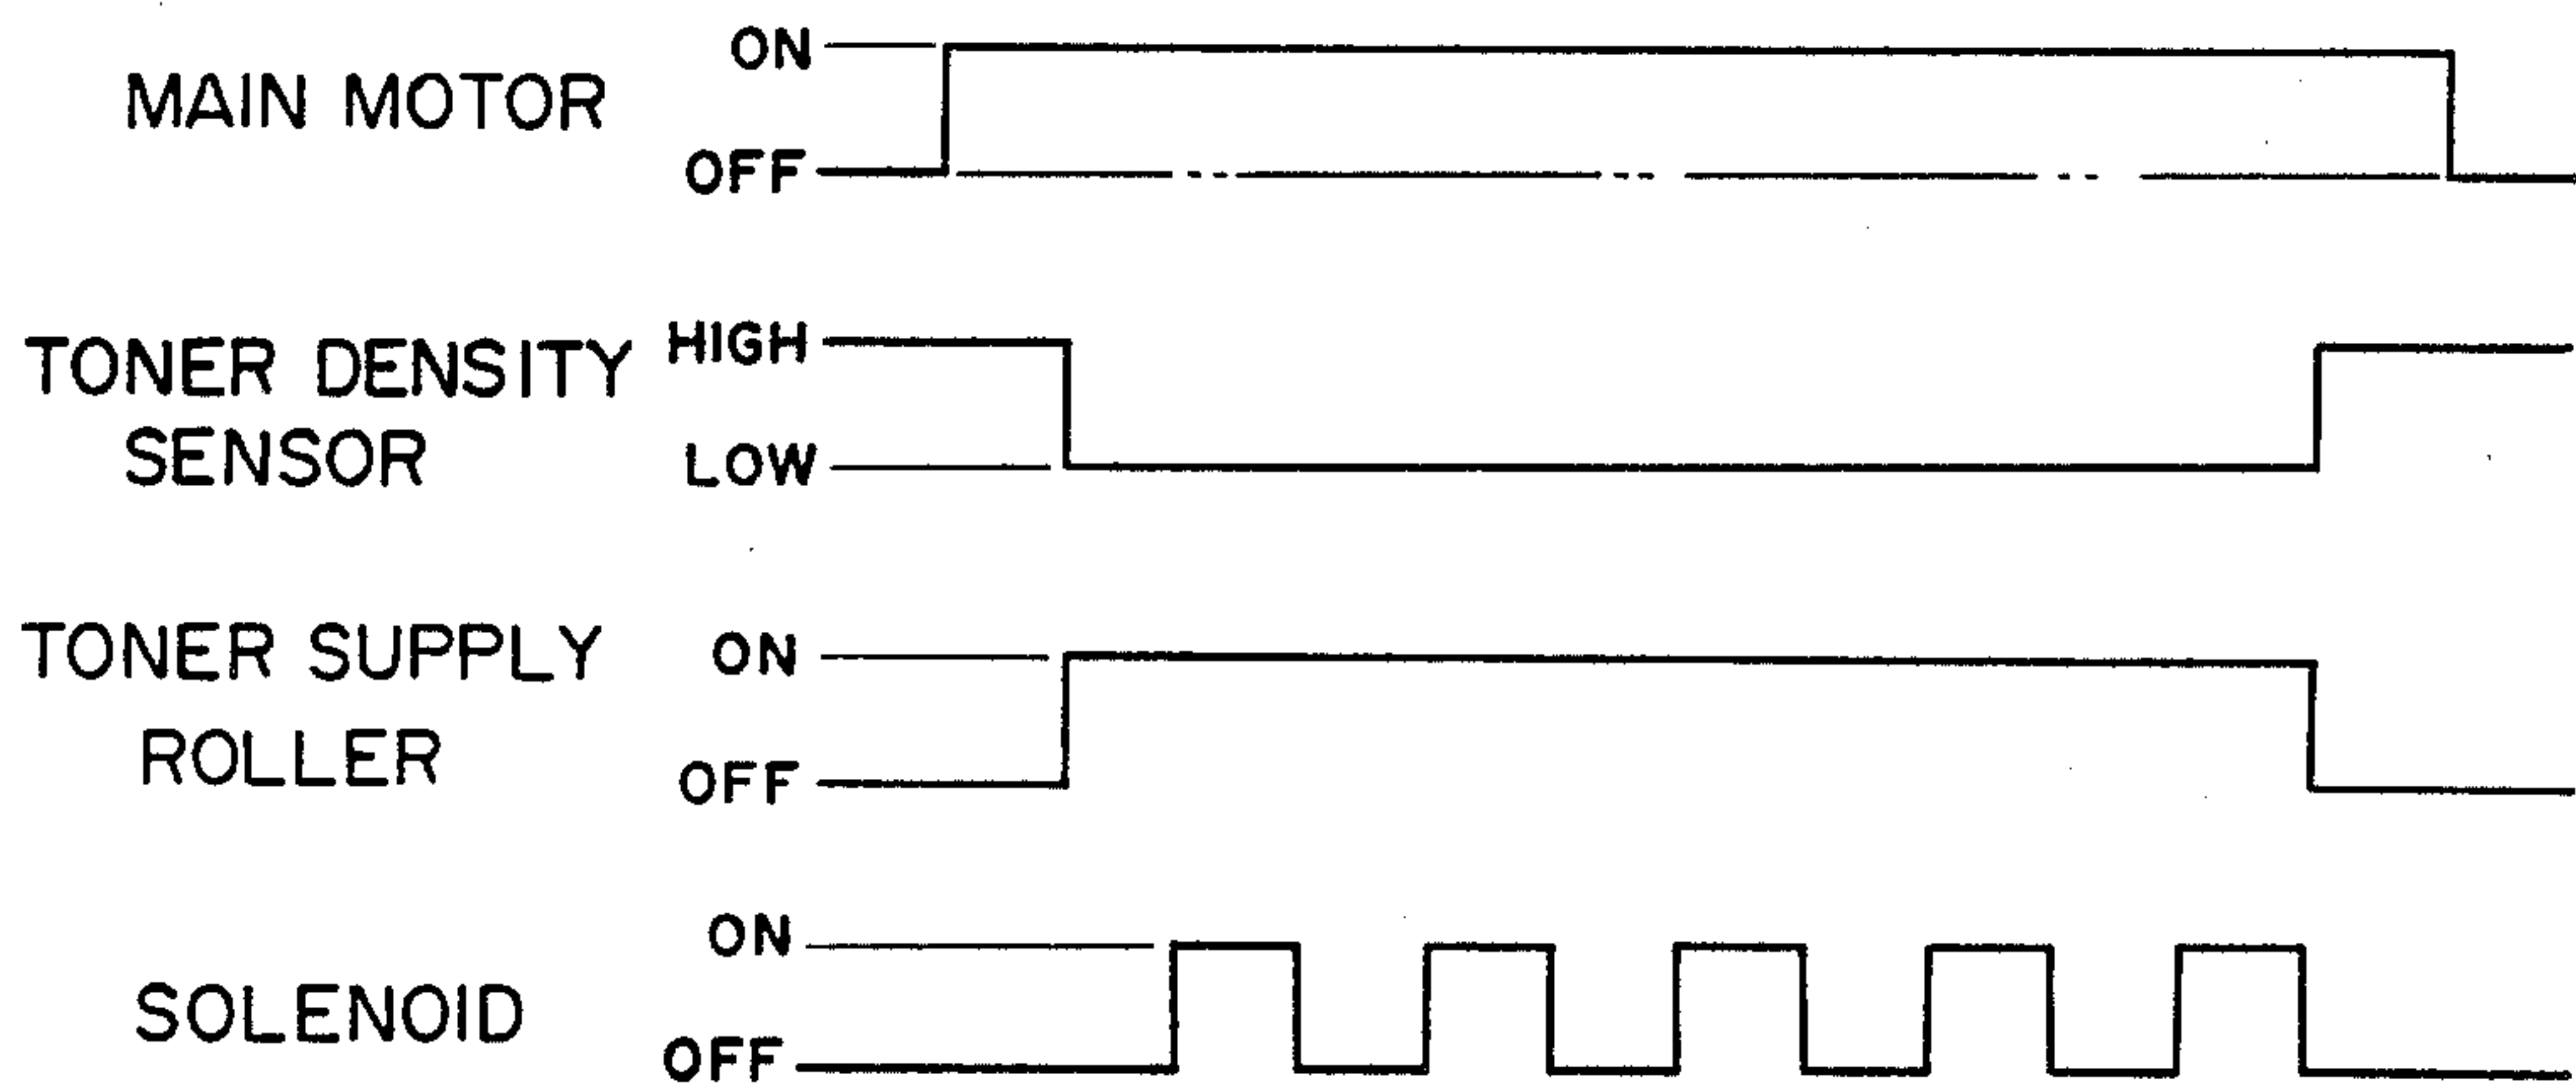 ON
MAIN MOTOR
OFF
TONER DENSITY HIGH
SENSOR LOW
TONER SUPPLY ON
ROLLER OFF
ON
SOLENOID
OFF